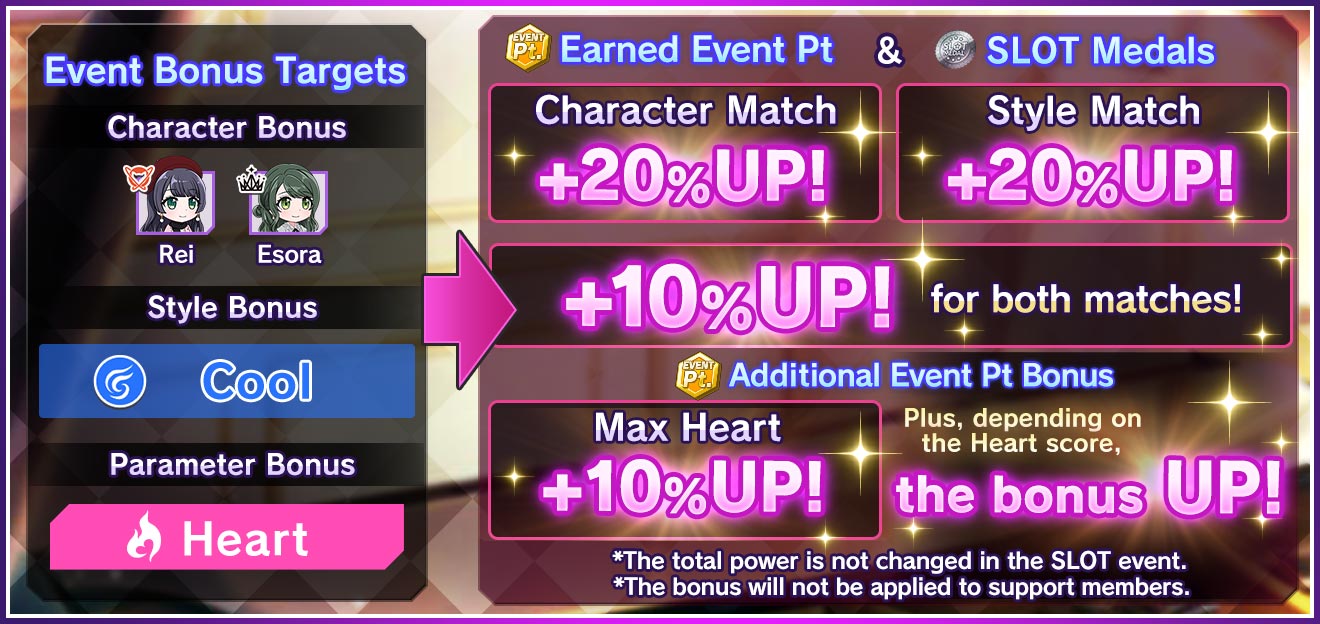 Event Bonus Targets
Character Bonus
Rei
Esora
Style Bonus
Cool
Parameter Bonus
Heart
EVENT
Pt.
Earned Event Pt & SLOT Medals
SLOT
MEDAL
Character Match
+20%UP!
Style Match
+20%UP!
+10%UP! for both matches!
EVENT
Pt.
Additional Event Pt Bonus
Max Heart
+10%UP!
Plus, depending on
the Heart score,
the bonus UP!
*The total power is not changed in the SLOT event.
*The bonus will not be applied to support members.